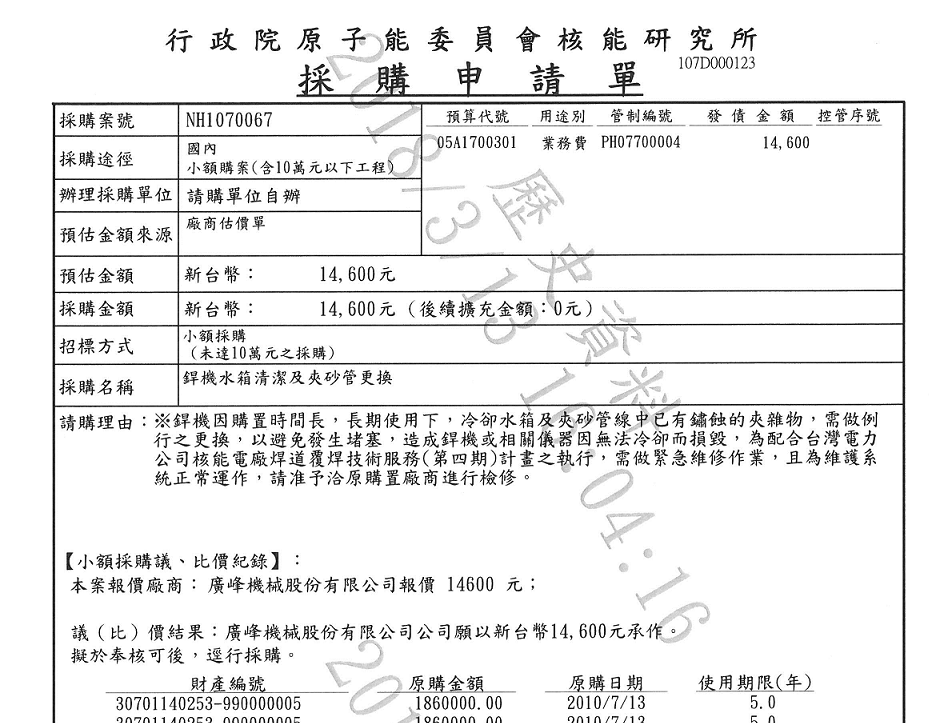 行政院原子能委員會核能研究所
採購申請單
107D000123
採購案號 NH1070067
預算代號 用途別 管制編號 發債金額 控管序號
05A1700301 業務費 PH07700004 14,600
採購途徑 國內
小額購案(含10萬元以下工程)
辦理採購單位 請購單位自辦
預估金額來源 廠商估價單
預估金額 新台幣： 14,600元
採購金額 新台幣： 14,600元 (後續擴充金額：0元)
招標方式 小額採購
(未達10萬元之採購)
採購名稱 銲機水箱清潔及夾砂管更換
請購理由：※銲機因購置時間長，長期使用下，冷卻水箱及夾砂管線中已有鏽蝕的夾雜物，需做例
行之更換，以避免發生堵塞，造成銲機或相關儀器因無法冷卻而損毀，為配合台灣電力
公司核能電廠焊道覆焊技術服務(第四期)計畫之執行，需做緊急維修作業，且為維護系
統正常運作，請准予洽原購置廠商進行檢修。
【小額採購議、比價紀錄】：
本案報價廠商：廣峰機械股份有限公司報價 14600 元；
議（比）價結果：廣峰機械股份有限公司公司願以新台幣14,600元承作。
擬於奉核可後，逕行採購。
財產編號 原購金額 原購日期 使用期限(年)
30701140253-990000005 1860000.00 2010/7/13 5.0
歷史資料
2018/3/13 16:04:16